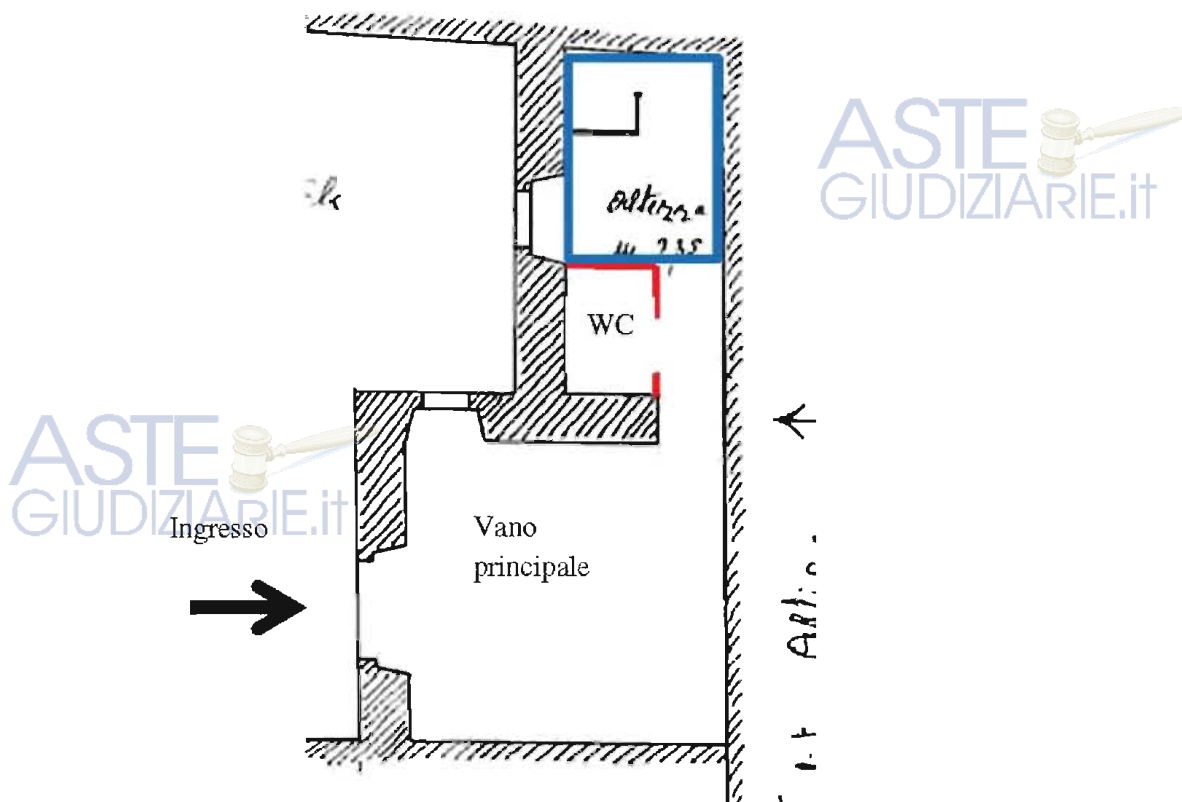 ASTE
GIUDIZIARIE.it
altezza
WC
ASTE
GIUDIZIARIE.it
Ingresso
Vano
principale